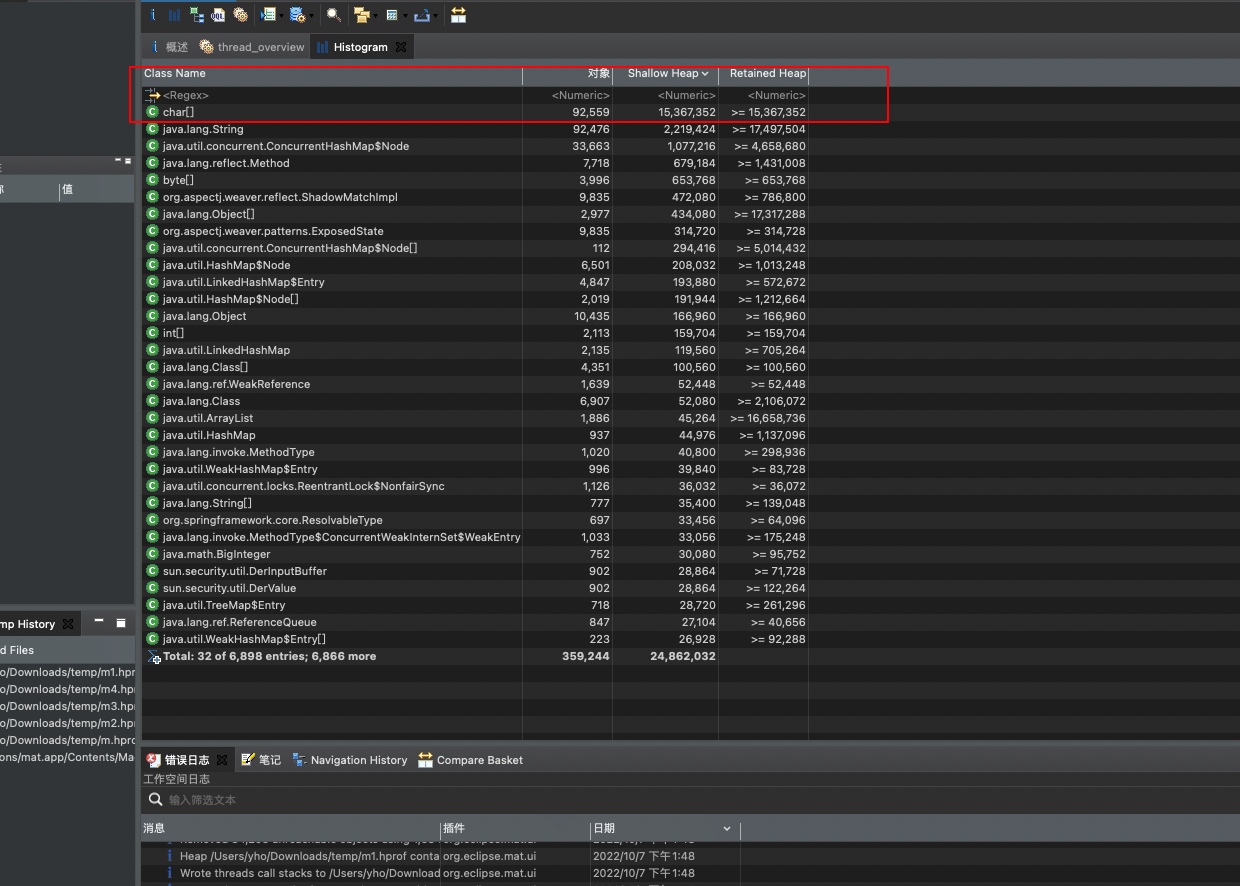 概述 thread_overview Histogram
Class Name 对象 Shallow Heap Retained Heap
<Regex> <Numeric> <Numeric> <Numeric>
char[] 92,559 15,367,352 >= 15,367,352
java.lang.String 92,476 2,219,424 >= 17,497,504
java.util.concurrent.ConcurrentHashMap$Node 33,663 1,077,216 >= 4,658,680
java.lang.reflect.Method 7,718 679,184 >= 1,431,008
byte[] 3,996 653,768 >= 653,768
org.aspectj.weaver.reflect.ShadowMatchImpl 9,835 472,080 >= 786,800
java.lang.Object[] 2,977 434,080 >= 17,317,288
org.aspectj.weaver.patterns.ExposedState 9,835 314,720 >= 314,728
java.util.concurrent.ConcurrentHashMap$Node[] 112 294,416 >= 5,014,432
java.util.HashMap$Node 6,501 208,032 >= 1,013,248
java.util.LinkedHashMap$Entry 4,847 193,880 >= 572,672
java.util.HashMap$Node[] 2,019 191,944 >= 1,212,664
java.lang.Object 10,435 166,960 >= 166,960
int[] 2,113 159,704 >= 159,704
java.util.LinkedHashMap 2,135 119,560 >= 705,264
java.lang.Class[] 4,351 100,560 >= 100,560
java.lang.ref.WeakReference 1,639 52,448 >= 52,448
java.lang.Class 6,907 52,080 >= 2,106,072
java.util.ArrayList 1,886 45,264 >= 16,658,736
java.util.HashMap 937 44,976 >= 1,137,096
java.lang.invoke.MethodType 1,020 40,800 >= 298,936
java.util.WeakHashMap$Entry 996 39,840 >= 83,728
java.util.concurrent.locks.ReentrantLock$NonfairSync 1,126 36,032 >= 36,072
java.lang.String[] 777 35,400 >= 139,048
org.springframework.core.ResolvableType 697 33,456 >= 64,096
java.lang.invoke.MethodType$ConcurrentWeakInternSet$WeakEntry 1,033 33,056 >= 175,248
java.math.BigInteger 752 30,080 >= 95,752
sun.security.util.DerInputBuffer 902 28,864 >= 71,728
sun.security.util.DerValue 902 28,864 >= 122,264
java.util.TreeMap$Entry 718 28,720 >= 261,296
java.lang.ref.ReferenceQueue 847 27,104 >= 40,656
java.util.WeakHashMap$Entry[] 223 26,928 >= 92,288
Total: 32 of 6,898 entries; 6,866 more 359,244 24,862,032
值
mp History
d Files
o/Downloads/temp/m1.hpr
o/Downloads/temp/m4.hpr
o/Downloads/temp/m3.hpr
o/Downloads/temp/m2.hpr
o/Downloads/temp/m.hprc
ons/mat.app/Contents/Ma
错误日志 笔记 Navigation History Compare Basket
工作空间日志
输入筛选文本
消息 插件 日期
Heap /Users/yho/Downloads/temp/m1.hprof conta org.eclipse.mat.ui 2022/10/7 下午1:48
Wrote threads call stacks to /Users/yho/Download org.eclipse.mat.ui 2022/10/7 下午1:48